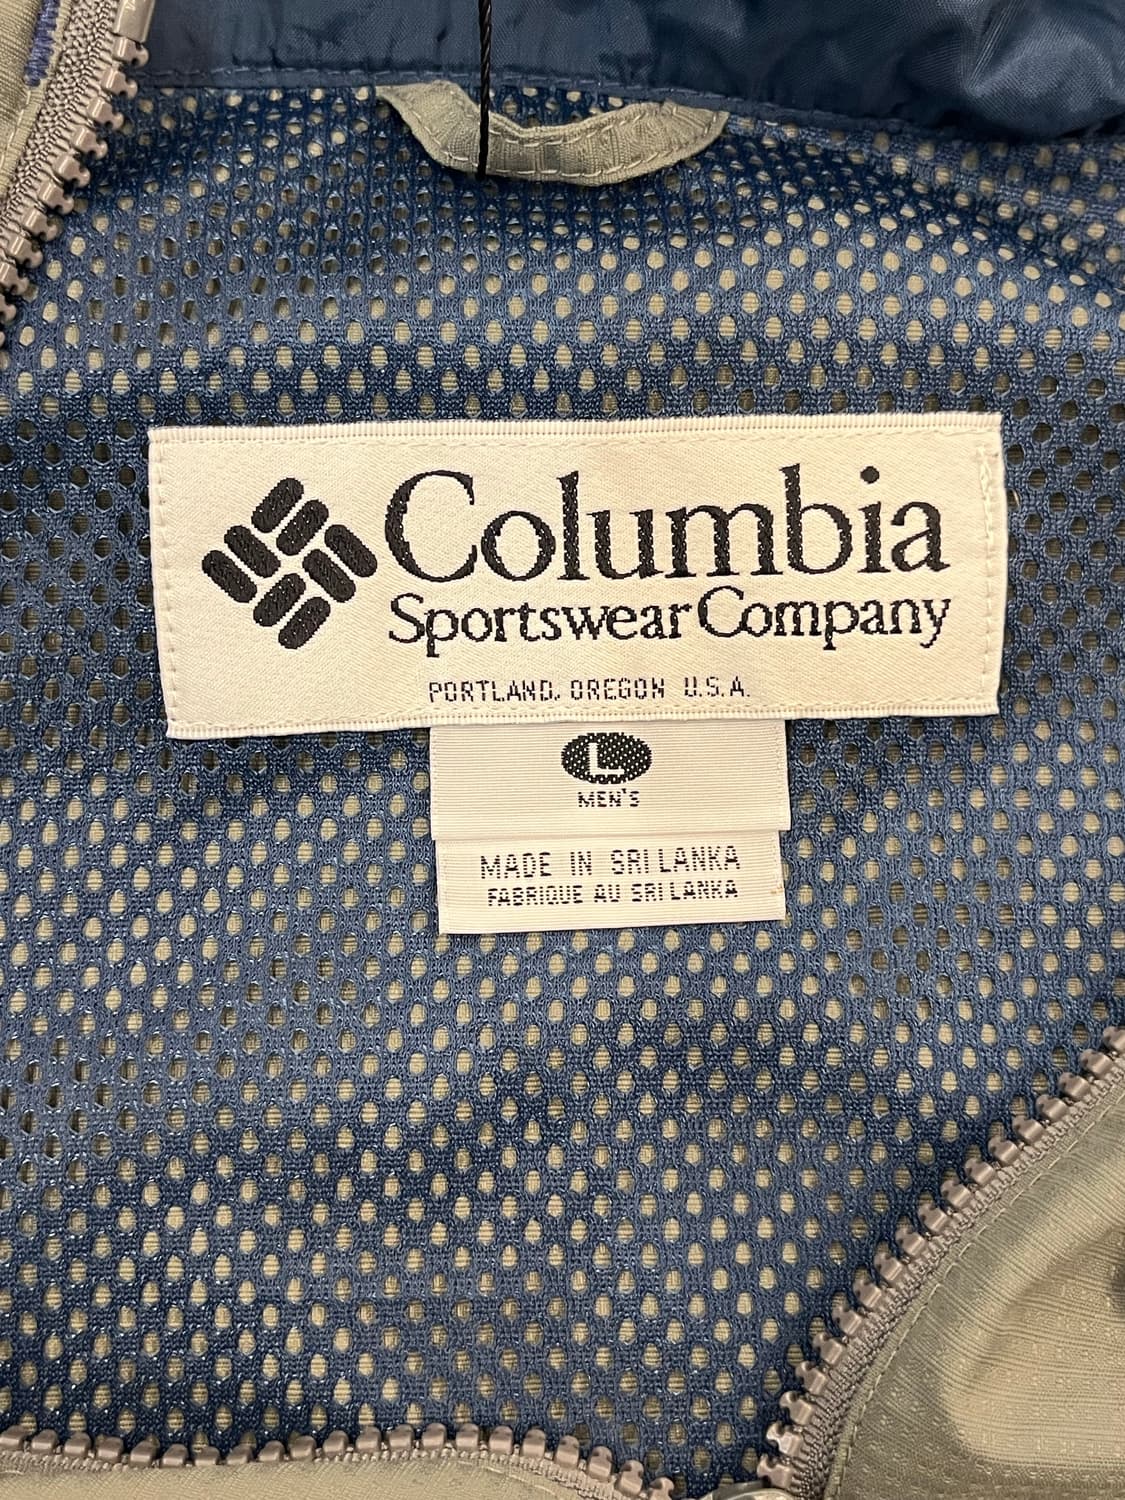 Columbia
Sportswear Company
PORTLAND, OREGON U.S.A.
L
MEN'S
MADE IN SRI LANKA
FABRIQUE AU SRI LANKA